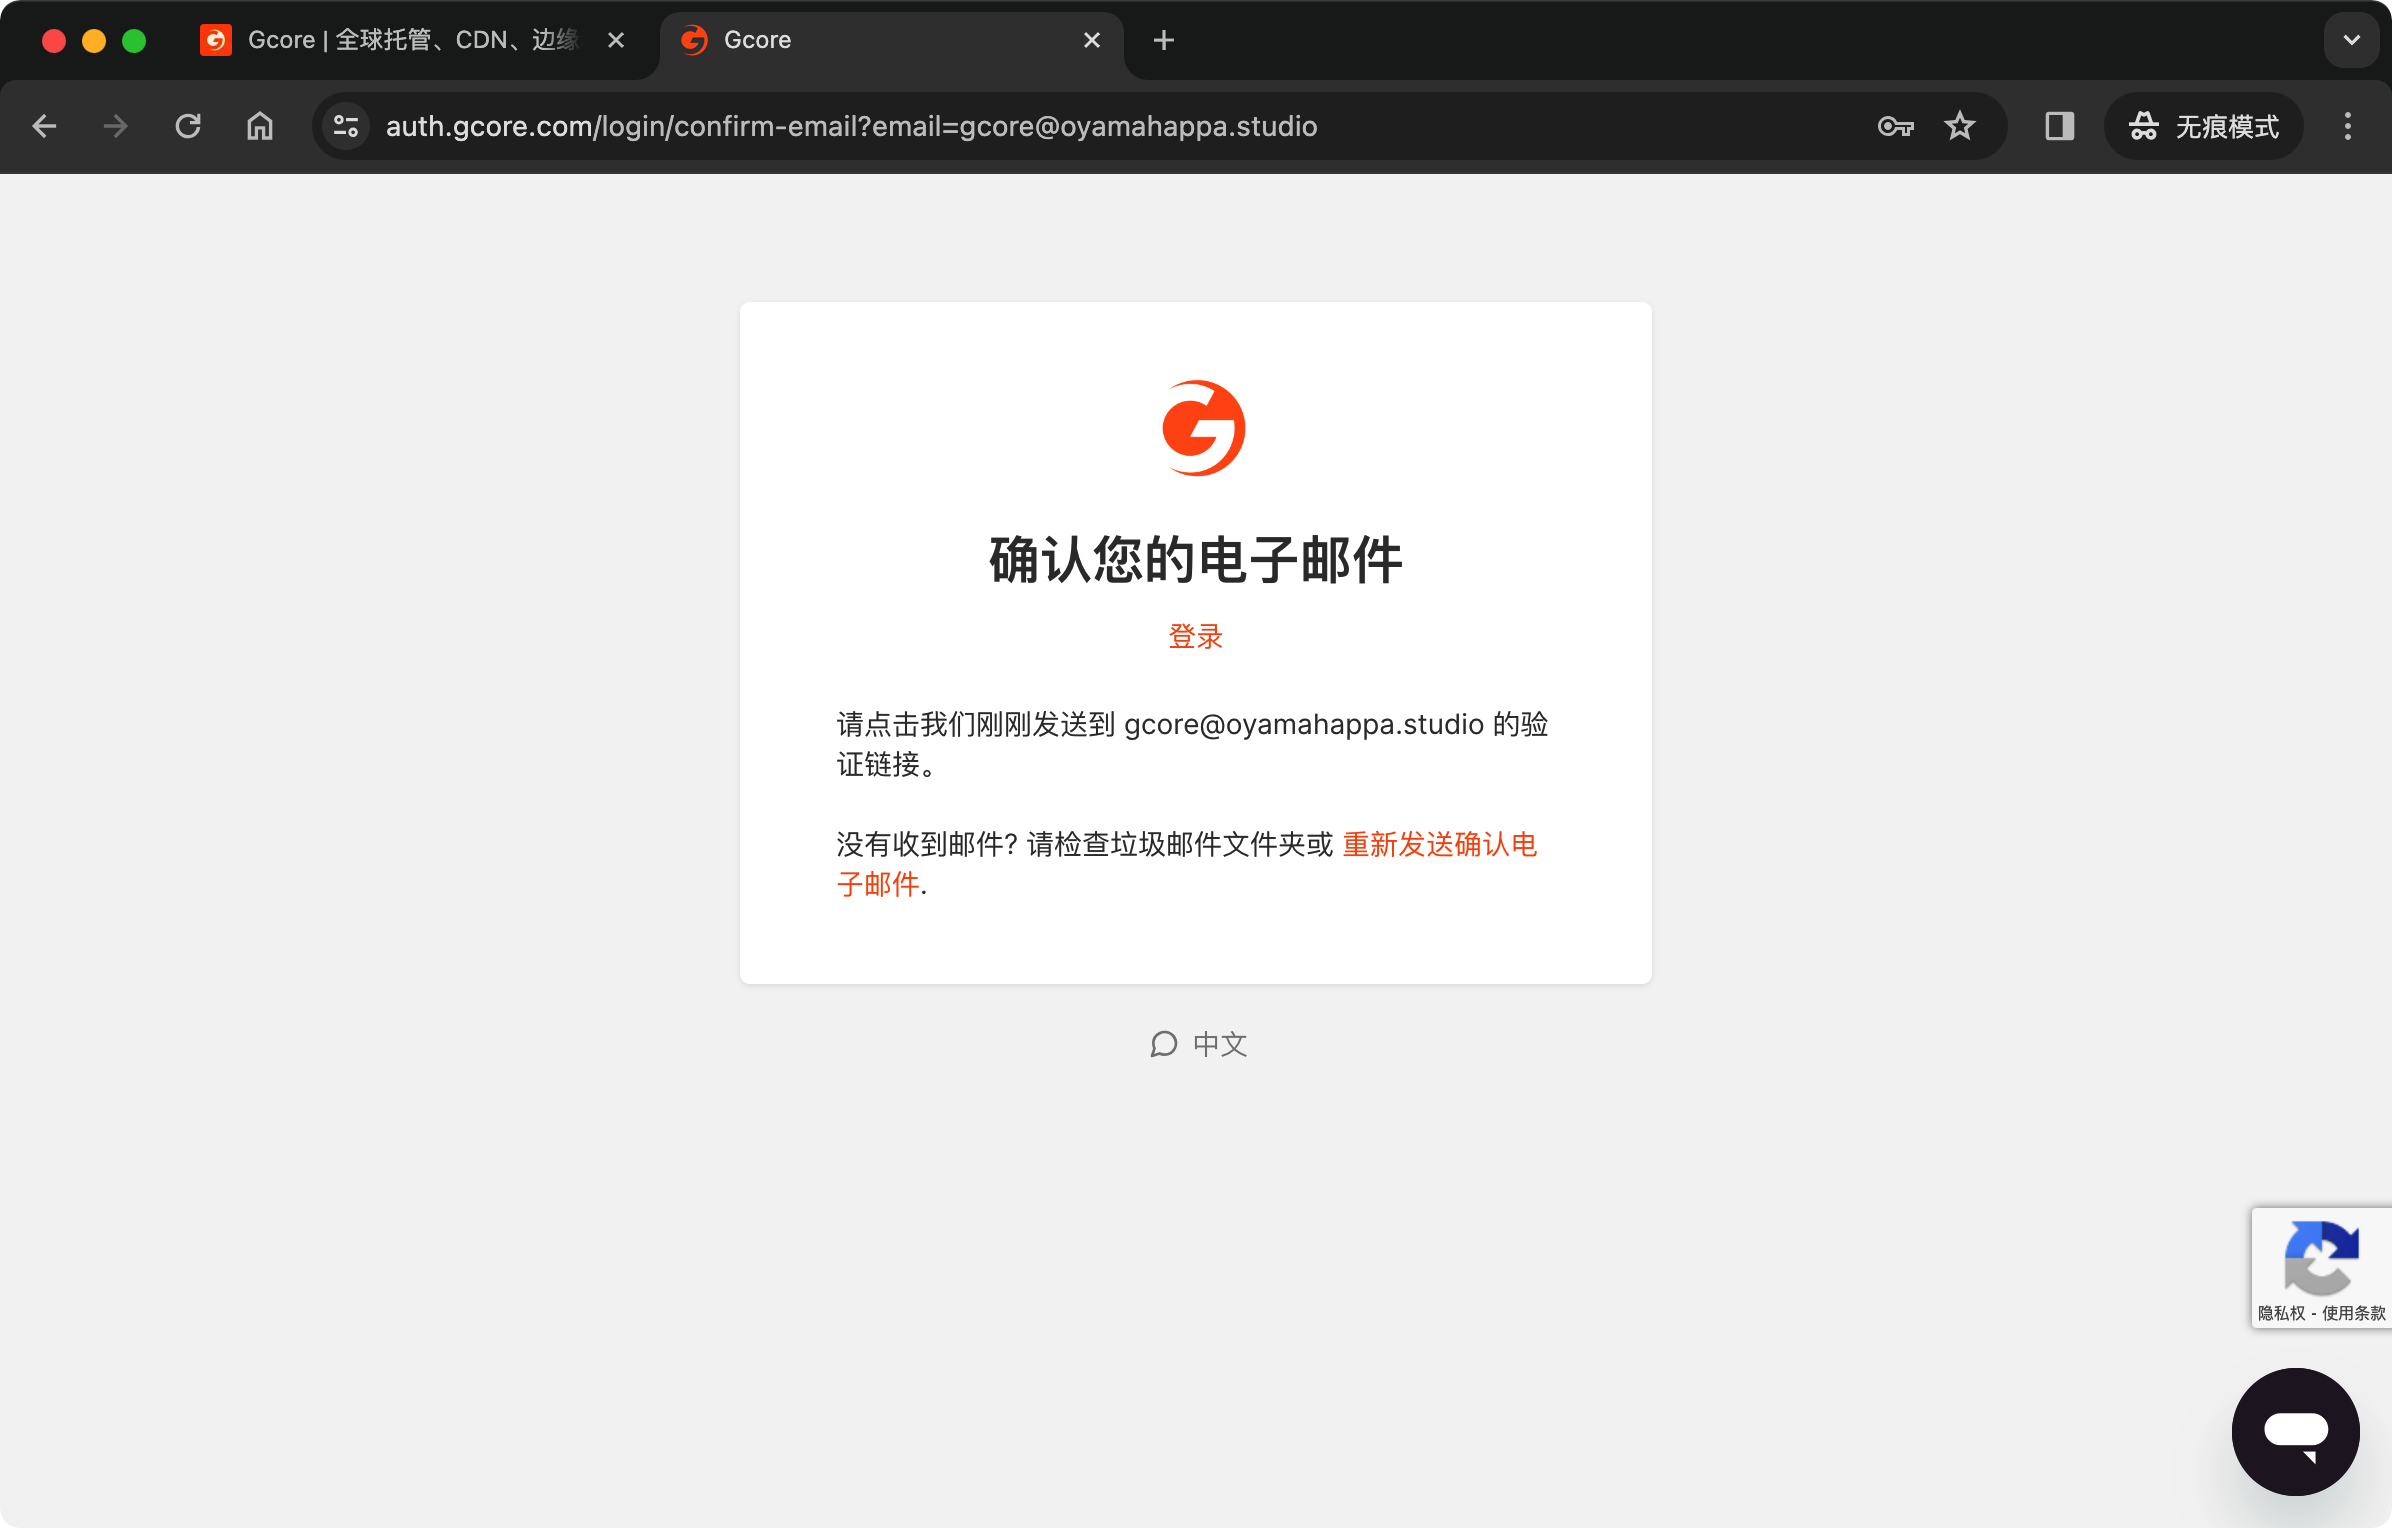 Gcore | 全球托管、CDN、边缘
Gcore
auth.gcore.com/login/confirm-email?email=gcore@oyamahappa.studio
无痕模式
确认您的电子邮件
登录
请点击我们刚刚发送到 gcore@oyamahappa.studio 的验
证链接。
没有收到邮件? 请检查垃圾邮件文件夹或 重新发送确认电
子邮件.
中文
隐私权 - 使用条款